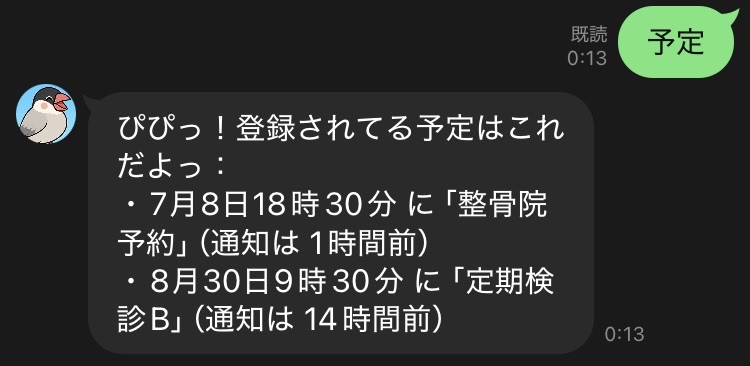 予定
既読
0:13
ぴぴっ！登録されてる予定はこれ
だよっ：
・7月8日18時30分 に「整骨院
予約」（通知は 1時間前）
・8月30日9時30分 に「定期検
診B」（通知は 14時間前）
0:13